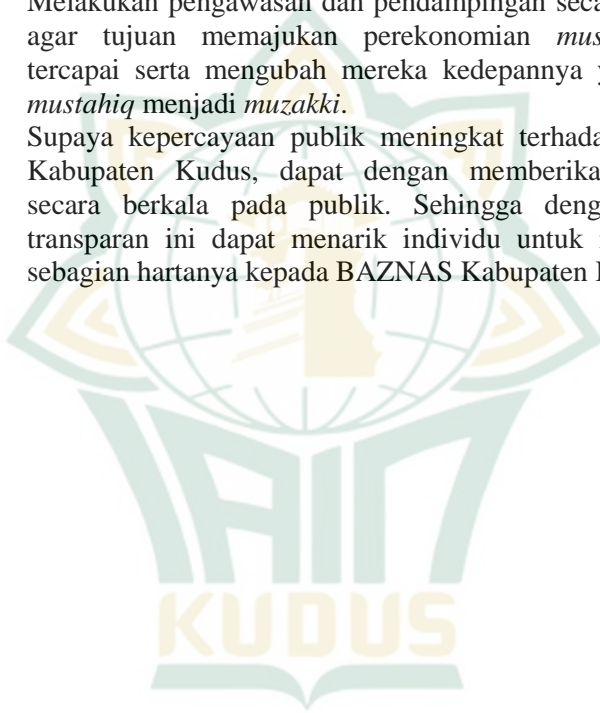 Melakukan pengawasan dan pendampingan seca
agar tujuan memajukan perekonomian mus
tercapai serta mengubah mereka kedepannya y
mustahiq menjadi muzakki.
Supaya kepercayaan publik meningkat terhada
Kabupaten Kudus, dapat dengan memberika
secara berkala pada publik. Sehingga deng
transparan ini dapat menarik individu untuk
sebagian hartanya kepada BAZNAS Kabupaten
IAIN
KUDUS